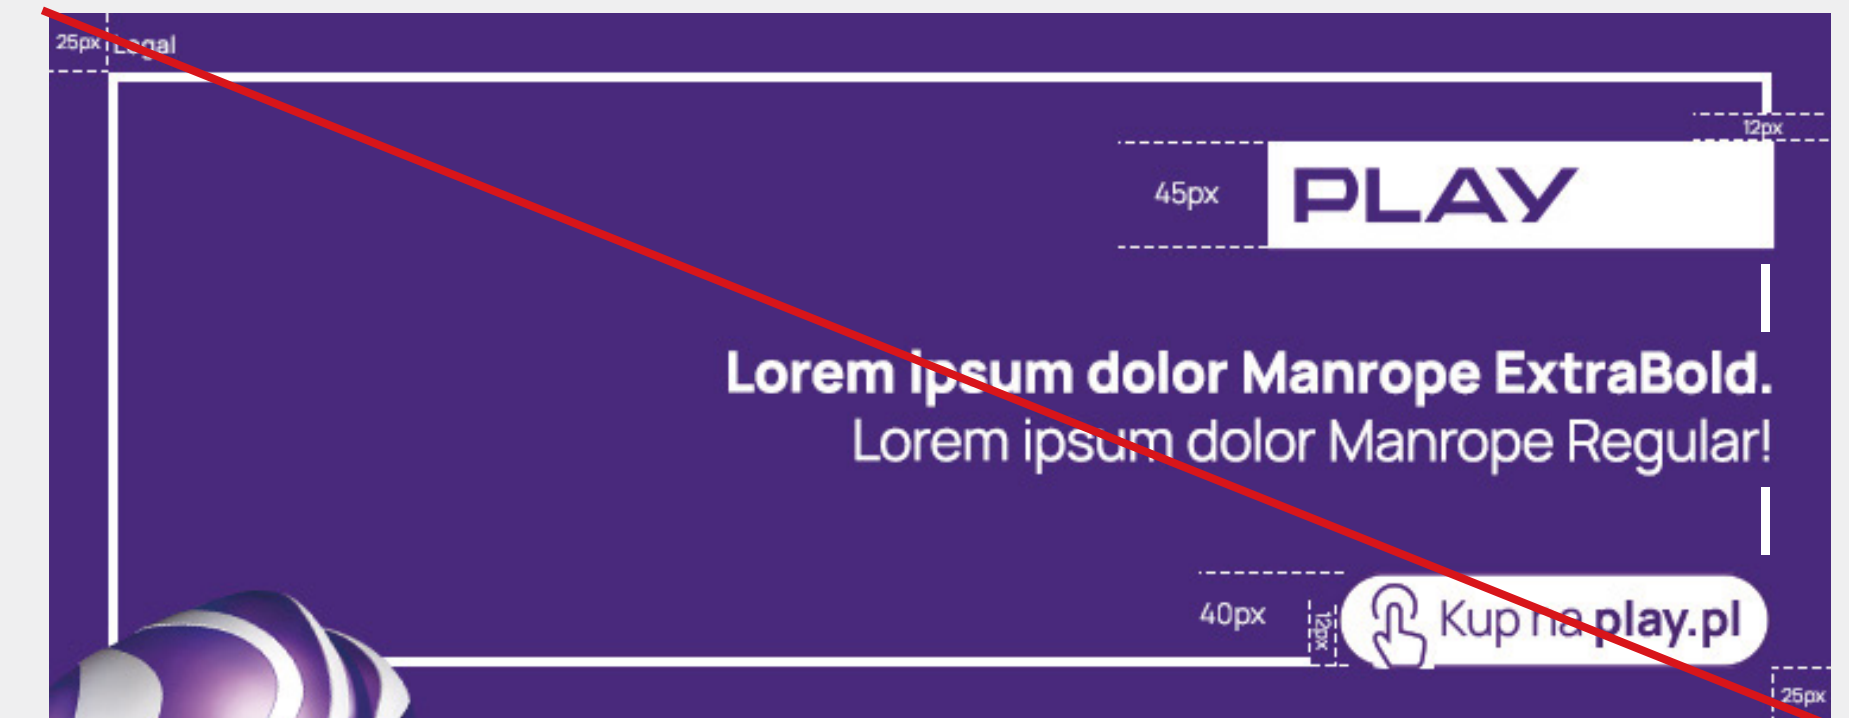 25px Legal
12px
45px PLAY
Lorem ipsum dolor Manrope ExtraBold.
Lorem ipsum dolor Manrope Regular!
40px 12px Kup na play.pl
25px